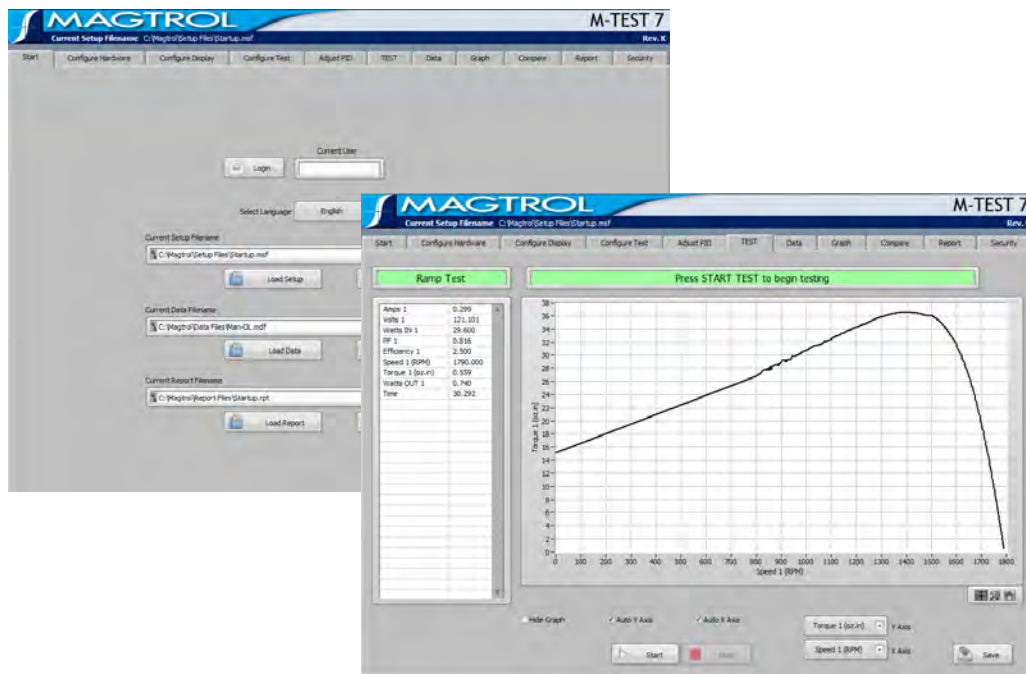 MAGTROL
M-TEST 7
Current Setup Filename C:\Magtrol\Setup Files\Startup.msf
Rev. K
Start Configure Hardware Configure Display Configure Test Adjust PID TEST Data Graph Compare Report Security
Current User
Login
Select Language English
Current Setup Filename
C:\Magtrol\Setup Files\Startup.msf
Load Setup
Current Data Filename
C:\Magtrol\Data Files\Man-OL.mdf
Load Data
Current Report Filename
C:\Magtrol\Report Files\Startup.rpt
Load Report
MAGTROL
M-TEST 7
Current Setup Filename C:\Magtrol\Setup Files\Startup.msf
Rev.
Start Configure Hardware Configure Display Configure Test Adjust PID TEST Data Graph Compare Report Security
Ramp Test
Press START TEST to begin testing
Amps 1 0.299
Volts 1 121.101
Watts IN 1 29.600
PF 1 0.816
Efficiency 1 2.500
Speed 1 (RPM) 1790.000
Torque 1 (oz.in) 0.559
Watts OUT 1 0.740
Time 30.292
Torque 1 (oz.in)
38
36
34
32
30
28
26
24
22
20
18
16
14
12
10
8
6
4
2
0
0 100 200 300 400 500 600 700 800 900 1000 1100 1200 1300 1400 1500 1600 1700 1800
Speed 1 (RPM)
Hide Graph Auto Y Axis Auto X Axis
Torque 1 (oz.in) Y Axis
Speed 1 (RPM) X Axis
Start
Save